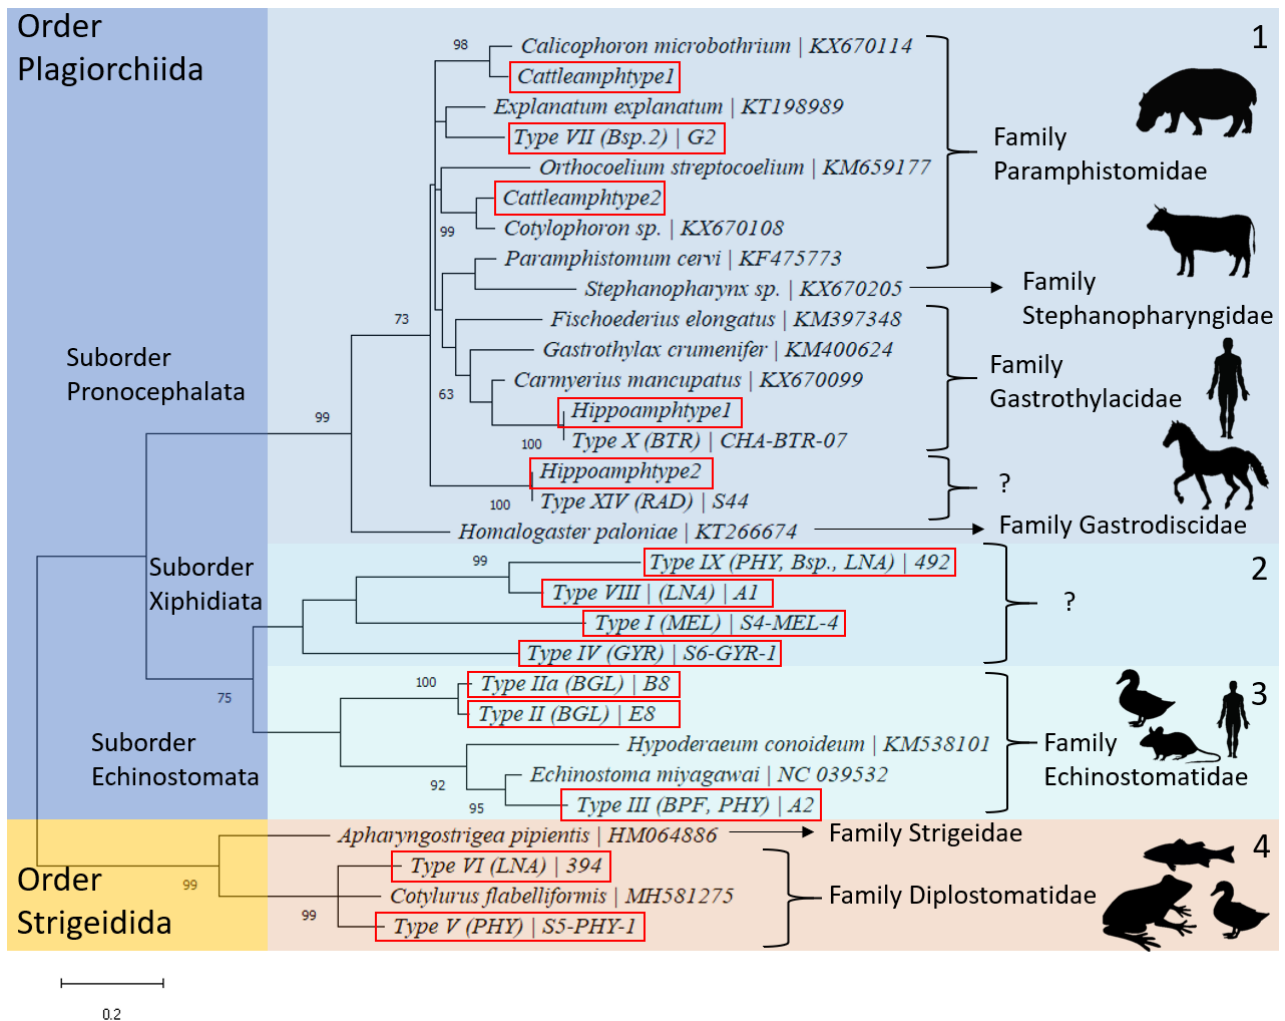 Order
Plagiorchiida
1
98
Calicophoron microbothrium | KX670114
Cattleamphtype1
Explanatum explanatum | KT198989
Type VII (Bsp.2) | G2
Family
Paramphistomidae
Orthocoelium streptocoelium | KM659177
Cattleamphtype2
99
Cotylophoron sp. | KX670108
Paramphistomum cervi | KF475773
Stephanopharynx sp. | KX670205
Family
Stephanopharyngidae
73
Fischoederius elongatus | KM397348
Gastrothylax crumenifer | KM400624
Suborder
Pronocephalata
Family
Gastrothylacidae
Carmyerius mancupatus | KX670099
63
Hippoamphtype1
99
100
Type X (BTR) | CHA-BTR-07
Hippoamphtype2
?
100
Type XIV (RAD) | S44
Homalogaster paloniae | KT266674
Family Gastrodiscidae
Suborder
Xiphidiata
2
99
Type IX (PHY, Bsp., LNA) | 492
Type VIII | (LNA) | A1
?
Type I (MEL) | S4-MEL-4
Type IV (GYR) | S6-GYR-1
75
3
100
Type IIa (BGL) | B8
Type II (BGL) | E8
Suborder
Echinostomata
Hypoderaeum conoideum | KM538101
Family
Echinostomatidae
92
Echinostoma miyagawai | NC 039532
95
Type III (BPF, PHY) | A2
Apharyngostrigea pipientis | HM064886
Family Strigeidae
4
Order
Strigeidida
99
Type VI (LNA) | 394
Cotylurus flabelliformis | MH581275
Family Diplostomatidae
99
Type V (PHY) | S5-PHY-1
0.2